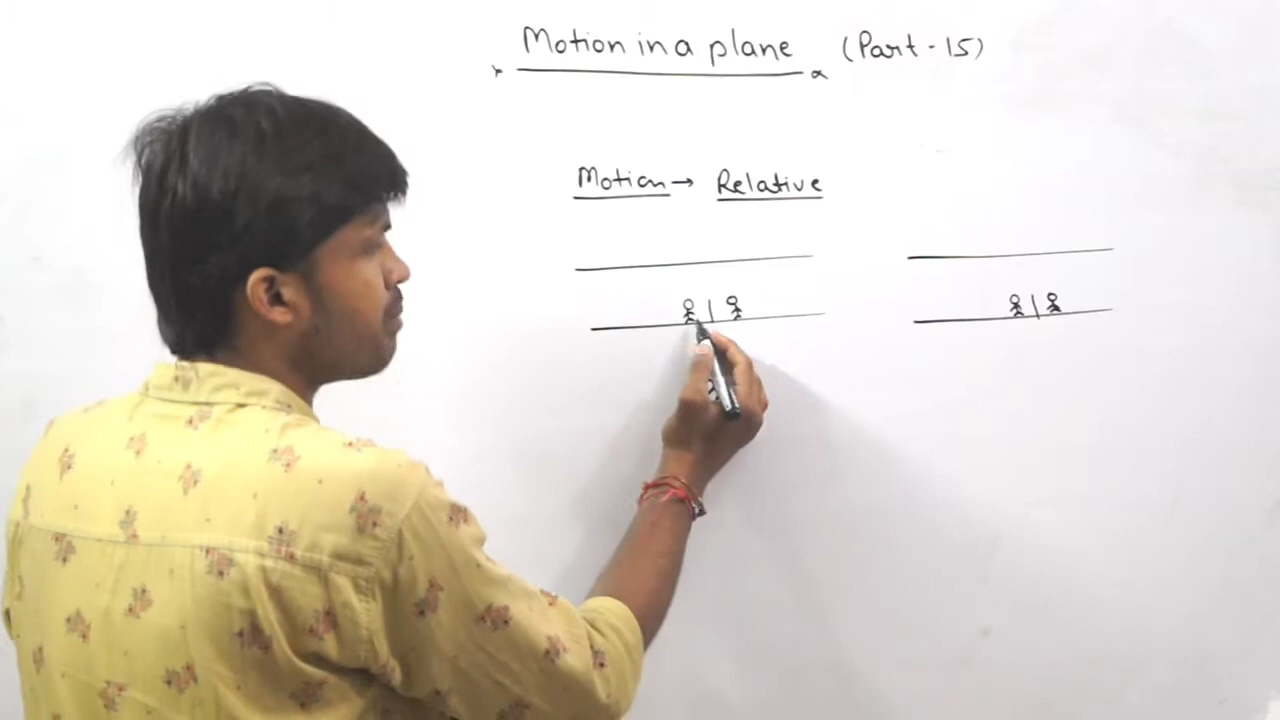 Motion in a plane (Part-15)
Motion → Relative